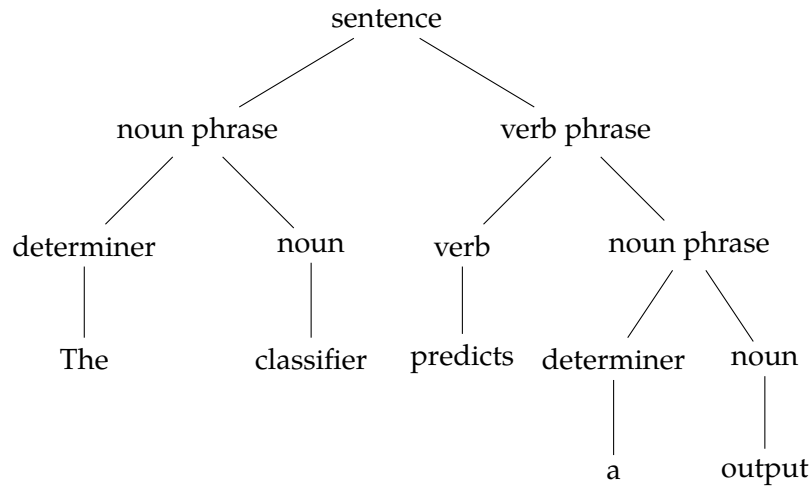 sentence
noun phrase verb phrase
determiner noun verb noun phrase
The classifier predicts determiner noun
a output